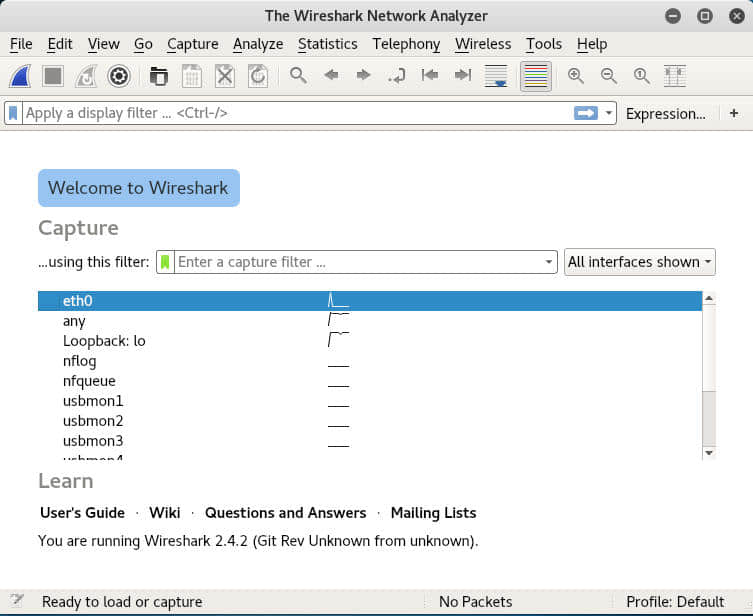 The Wireshark Network Analyzer
File Edit View Go Capture Analyze Statistics Telephony Wireless Tools Help
Apply a display filter ... <Ctrl-/> Expression... +
Welcome to Wireshark
Capture
...using this filter: Enter a capture filter ... All interfaces shown
eth0
any
Loopback: lo
nflog
nfqueue
usbmon1
usbmon2
usbmon3
usbmon4
Learn
User's Guide · Wiki · Questions and Answers · Mailing Lists
You are running Wireshark 2.4.2 (Git Rev Unknown from unknown).
Ready to load or capture No Packets Profile: Default